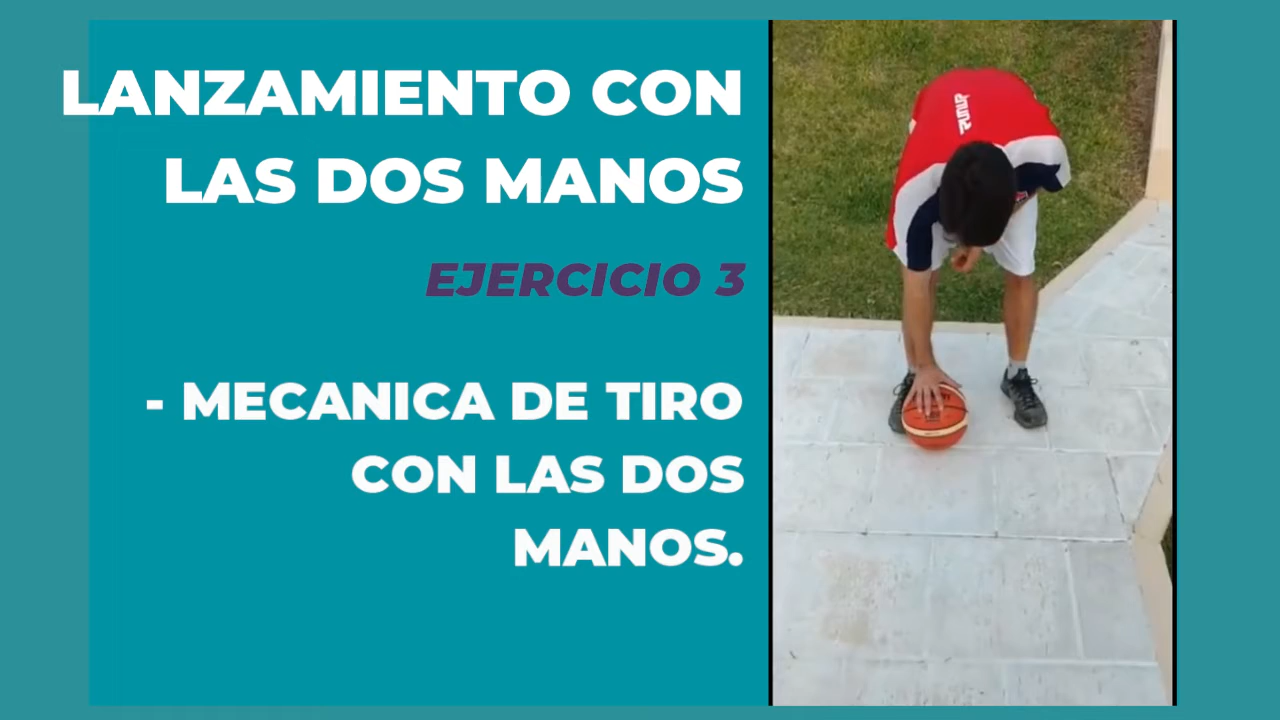 LANZAMIENTO CON
LAS DOS MANOS
EJERCICIO 3
- MECANICA DE TIRO
CON LAS DOS
MANOS.